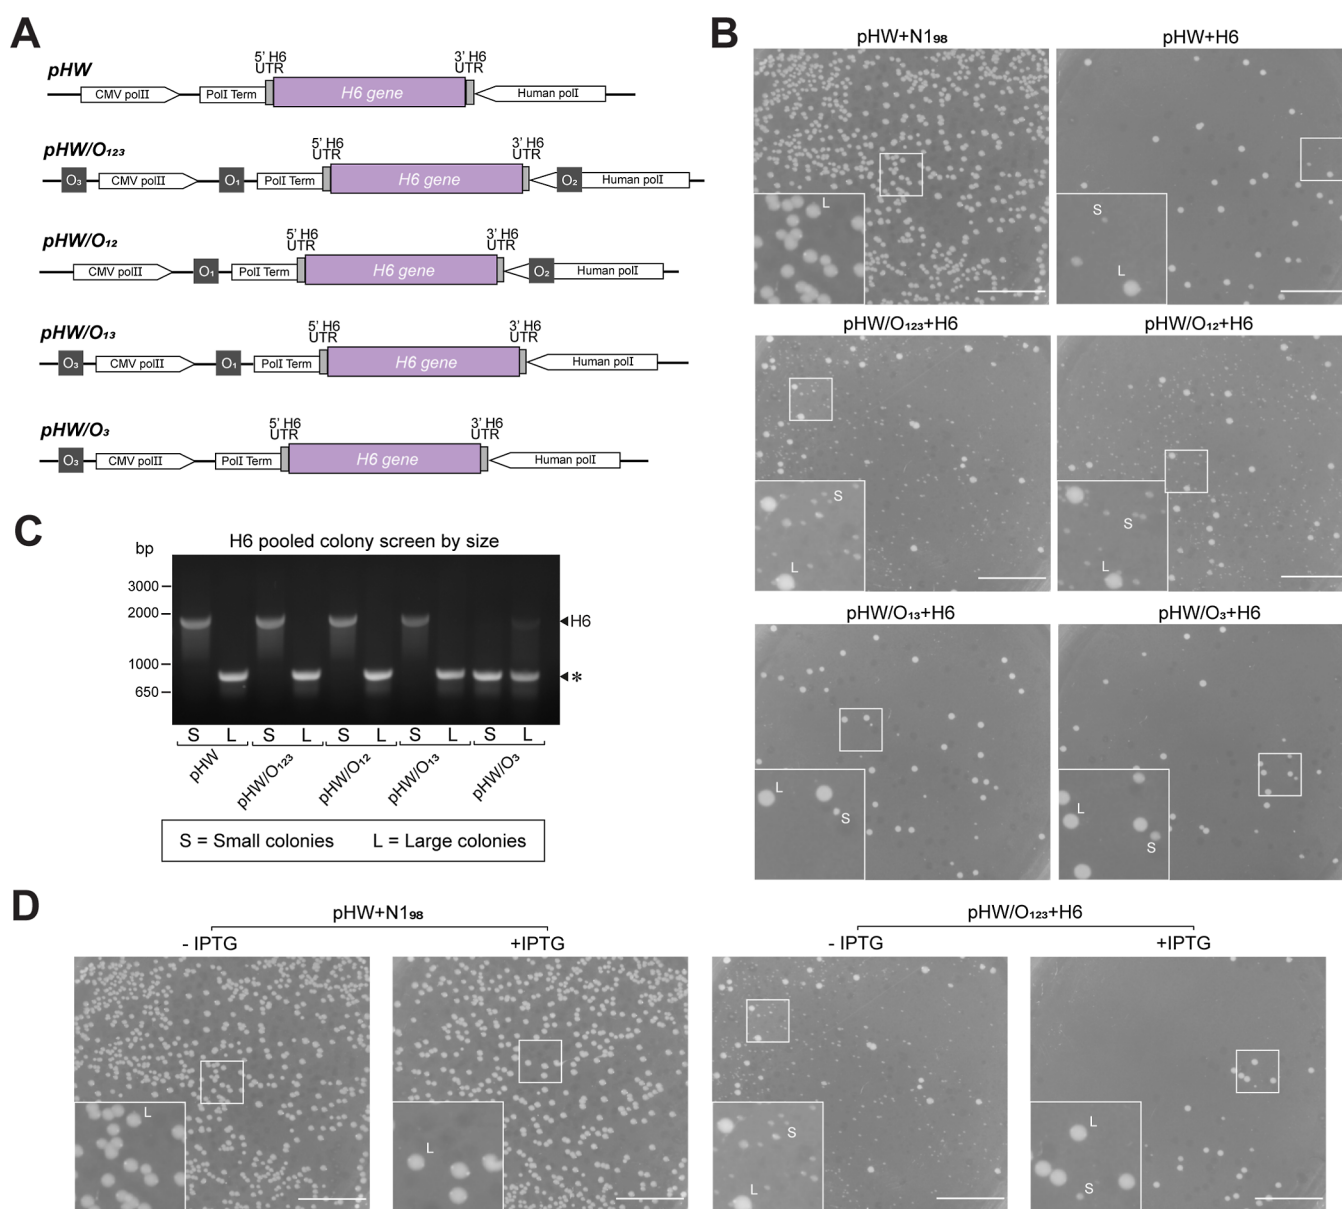 A
pHW
5' H6
UTR
3' H6
UTR
CMV polII
PolI Term
H6 gene
Human polI
pHW/O₁₂₃
5' H6
UTR
3' H6
UTR
O₃
CMV polII
O₁
PolI Term
H6 gene
O₂
Human polI
pHW/O₁₂
5' H6
UTR
3' H6
UTR
CMV polII
O₁
PolI Term
H6 gene
O₂
Human polI
pHW/O₁₃
5' H6
UTR
3' H6
UTR
O₃
CMV polII
O₁
PolI Term
H6 gene
Human polI
pHW/O₃
5' H6
UTR
3' H6
UTR
O₃
CMV polII
PolI Term
H6 gene
Human polI
B
pHW+N1₉₈
L
pHW+H6
S
L
pHW/O₁₂₃+H6
S
L
pHW/O₁₂+H6
S
L
pHW/O₁₃+H6
L
S
pHW/O₃+H6
L
S
C
H6 pooled colony screen by size
bp
3000
2000
1000
650
H6
*
S L S L S L S L S L
pHW
pHW/O₁₂₃
pHW/O₁₂
pHW/O₁₃
pHW/O₃
S = Small colonies L = Large colonies
D
pHW+N1₉₈
- IPTG
+IPTG
L
L
pHW/O₁₂₃+H6
- IPTG
+IPTG
S
L
L
S